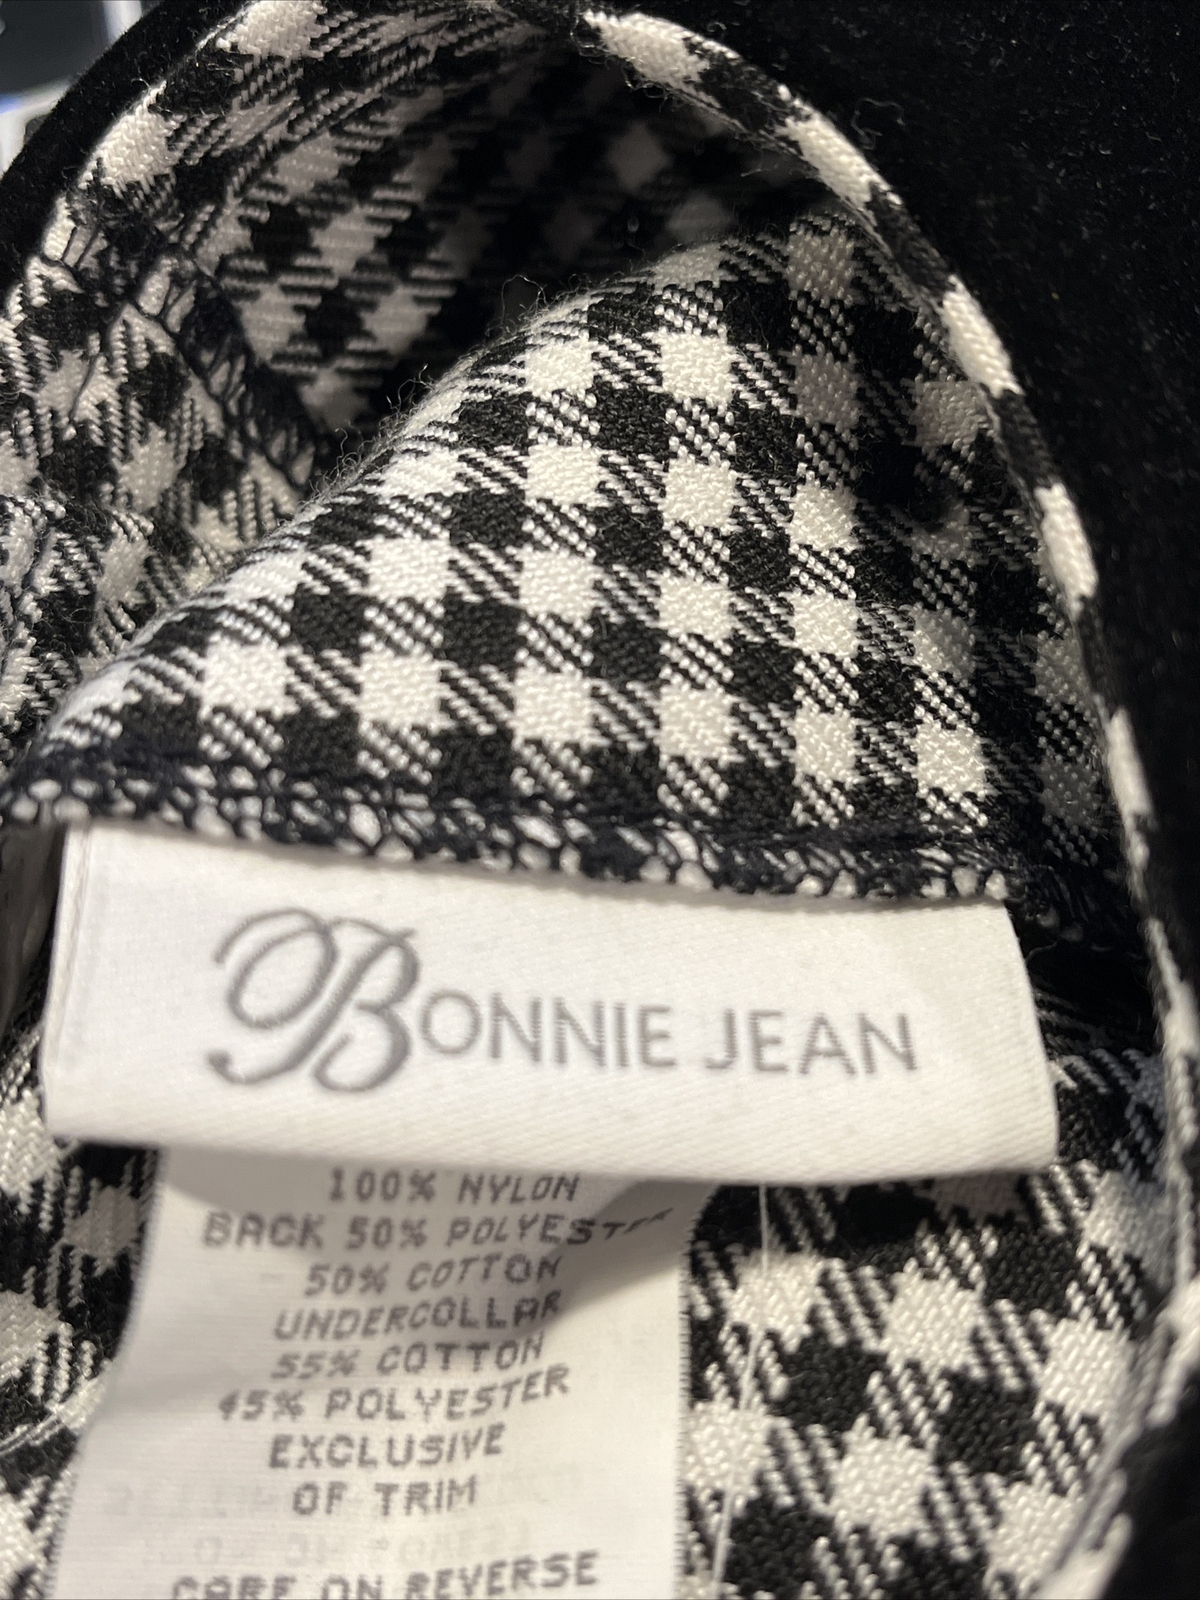 BONNIE JEAN
100% NYLON
BACK 50% POLYESTER
50% COTTON
UNDERCOLLAR
55% COTTON
45% POLYESTER
EXCLUSIVE
OF TRIM
CARE ON REVERSE